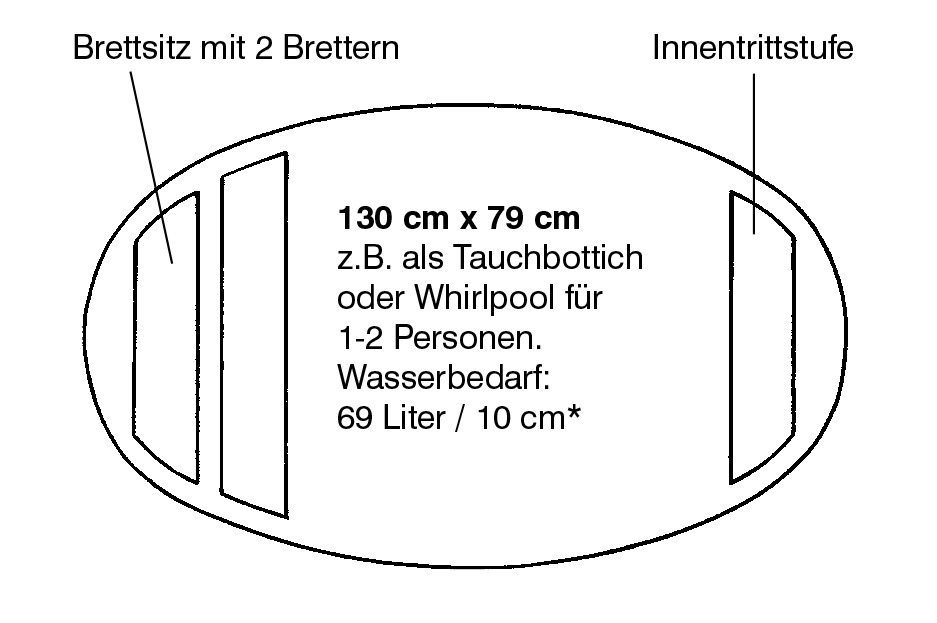 Brettsitz mit 2 Brettern
Innentrittstufe
130 cm x 79 cm
z.B. als Tauchbottich
oder Whirlpool für
1-2 Personen.
Wasserbedarf:
69 Liter / 10 cm*